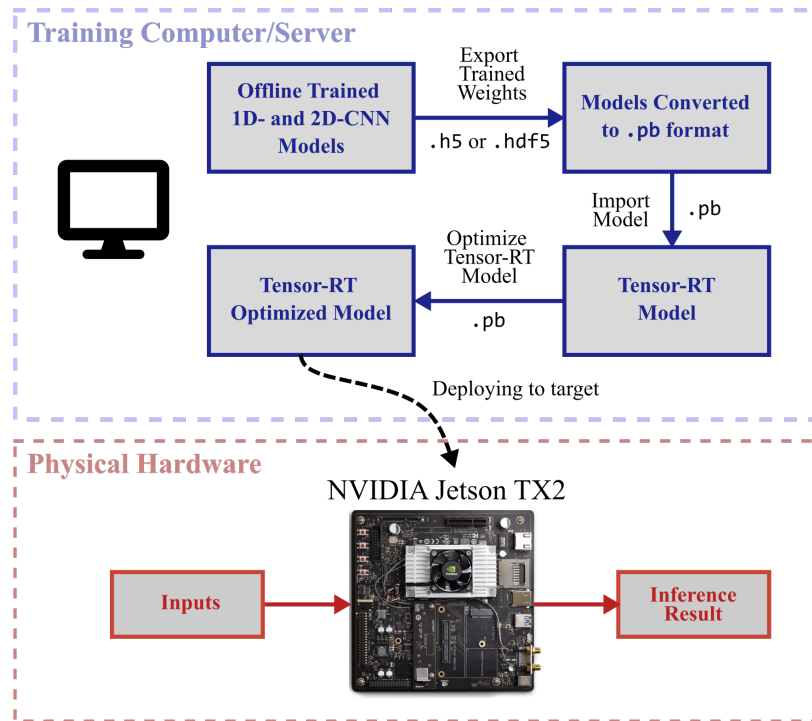 Training Computer/Server
Offline Trained
1D- and 2D-CNN
Models
Export
Trained
Weights
.h5 or .hdf5
Models Converted
to .pb format
Import
Model
.pb
Tensor-RT
Model
Optimize
Tensor-RT
Model
.pb
Tensor-RT
Optimized Model
Deploying to target
Physical Hardware
NVIDIA Jetson TX2
Inputs
Inference
Result